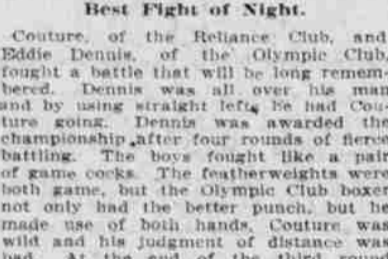 Best Fight of Night.
Couture, of the Reliance Club, and
Eddie Dennis, of the Olympic Club,
fought a battle that will be long remem-
bered. Dennis was all over his man
and by using straight lefts he had Cou-
ture going. Dennis was awarded the
championship after four rounds of fierce
battling. The boys fought like a pair
of game cocks. The featherweights were
both game, but the Olympic Club boxer
not only had the better punch, but he
made use of both hands. Couture was
wild and his judgment of distance was
bad. At the end of the third round